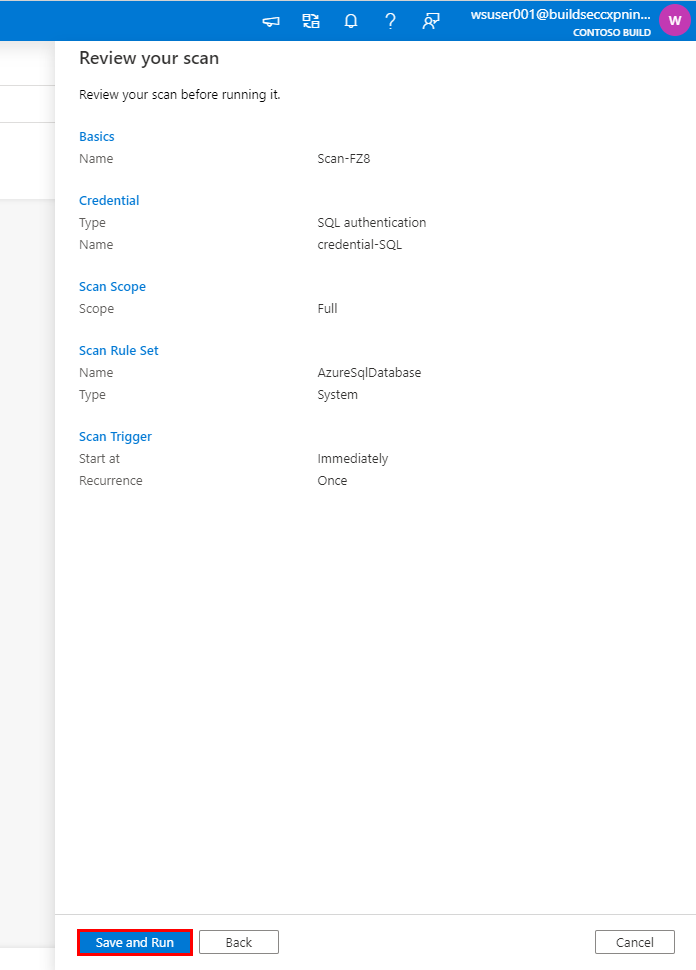 wsuser001@buildseccxpnin...
CONTOSO BUILD
W
Review your scan
Review your scan before running it.
Basics
Name Scan-FZ8
Credential
Type SQL authentication
Name credential-SQL
Scan Scope
Scope Full
Scan Rule Set
Name AzureSqlDatabase
Type System
Scan Trigger
Start at Immediately
Recurrence Once
Save and Run Back Cancel